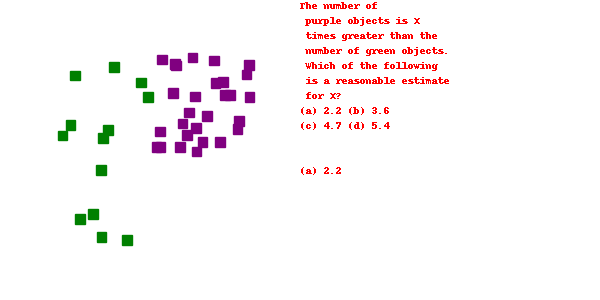 The number of
purple objects is X
times greater than the
number of green objects.
Which of the following
is a reasonable estimate
for X?
(a) 2.2 (b) 3.6
(c) 4.7 (d) 5.4
(a) 2.2